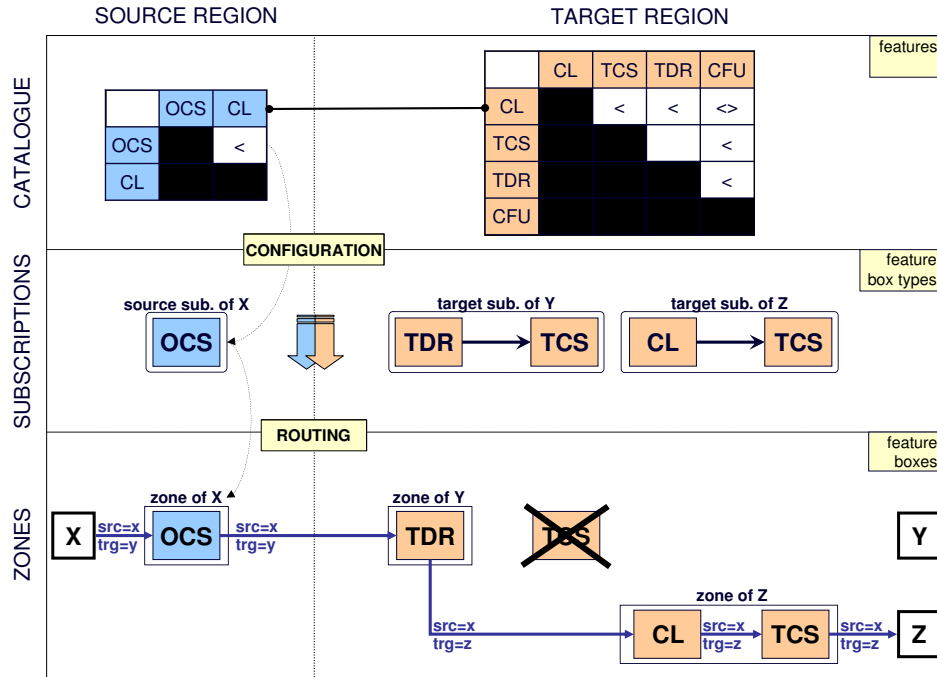 SOURCE REGION
TARGET REGION
CATALOGUE
features
OCS CL
OCS <
CL
CL TCS TDR CFU
CL < < <>
TCS <
TDR <
CFU
CONFIGURATION
SUBSCRIPTIONS
feature
box types
source sub. of X
OCS
target sub. of Y
TDR TCS
target sub. of Z
CL TCS
ROUTING
ZONES
feature
boxes
X
src=x
trg=y
zone of X
OCS
src=x
trg=y
zone of Y
TDR
TCS
Y
src=x
trg=z
zone of Z
CL
src=x
trg=z
TCS
src=x
trg=z
Z